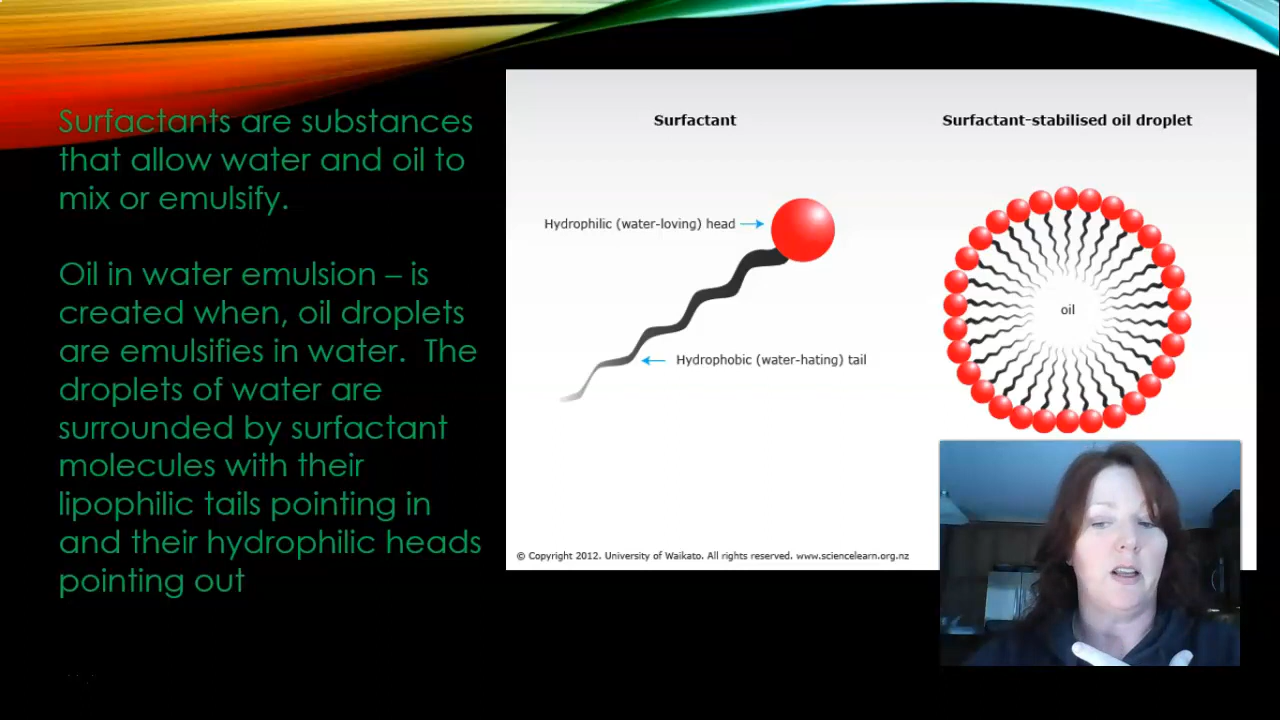 Surfactants are substances
that allow water and oil to
mix or emulsify.
Oil in water emulsion – is
created when, oil droplets
are emulsifies in water. The
droplets of water are
surrounded by surfactant
molecules with their
lipophilic tails pointing in
and their hydrophilic heads
pointing out
Surfactant
Hydrophilic (water-loving) head
Hydrophobic (water-hating) tail
Surfactant-stabilised oil droplet
oil
© Copyright 2012. University of Waikato. All rights reserved. www.sciencelearn.org.nz